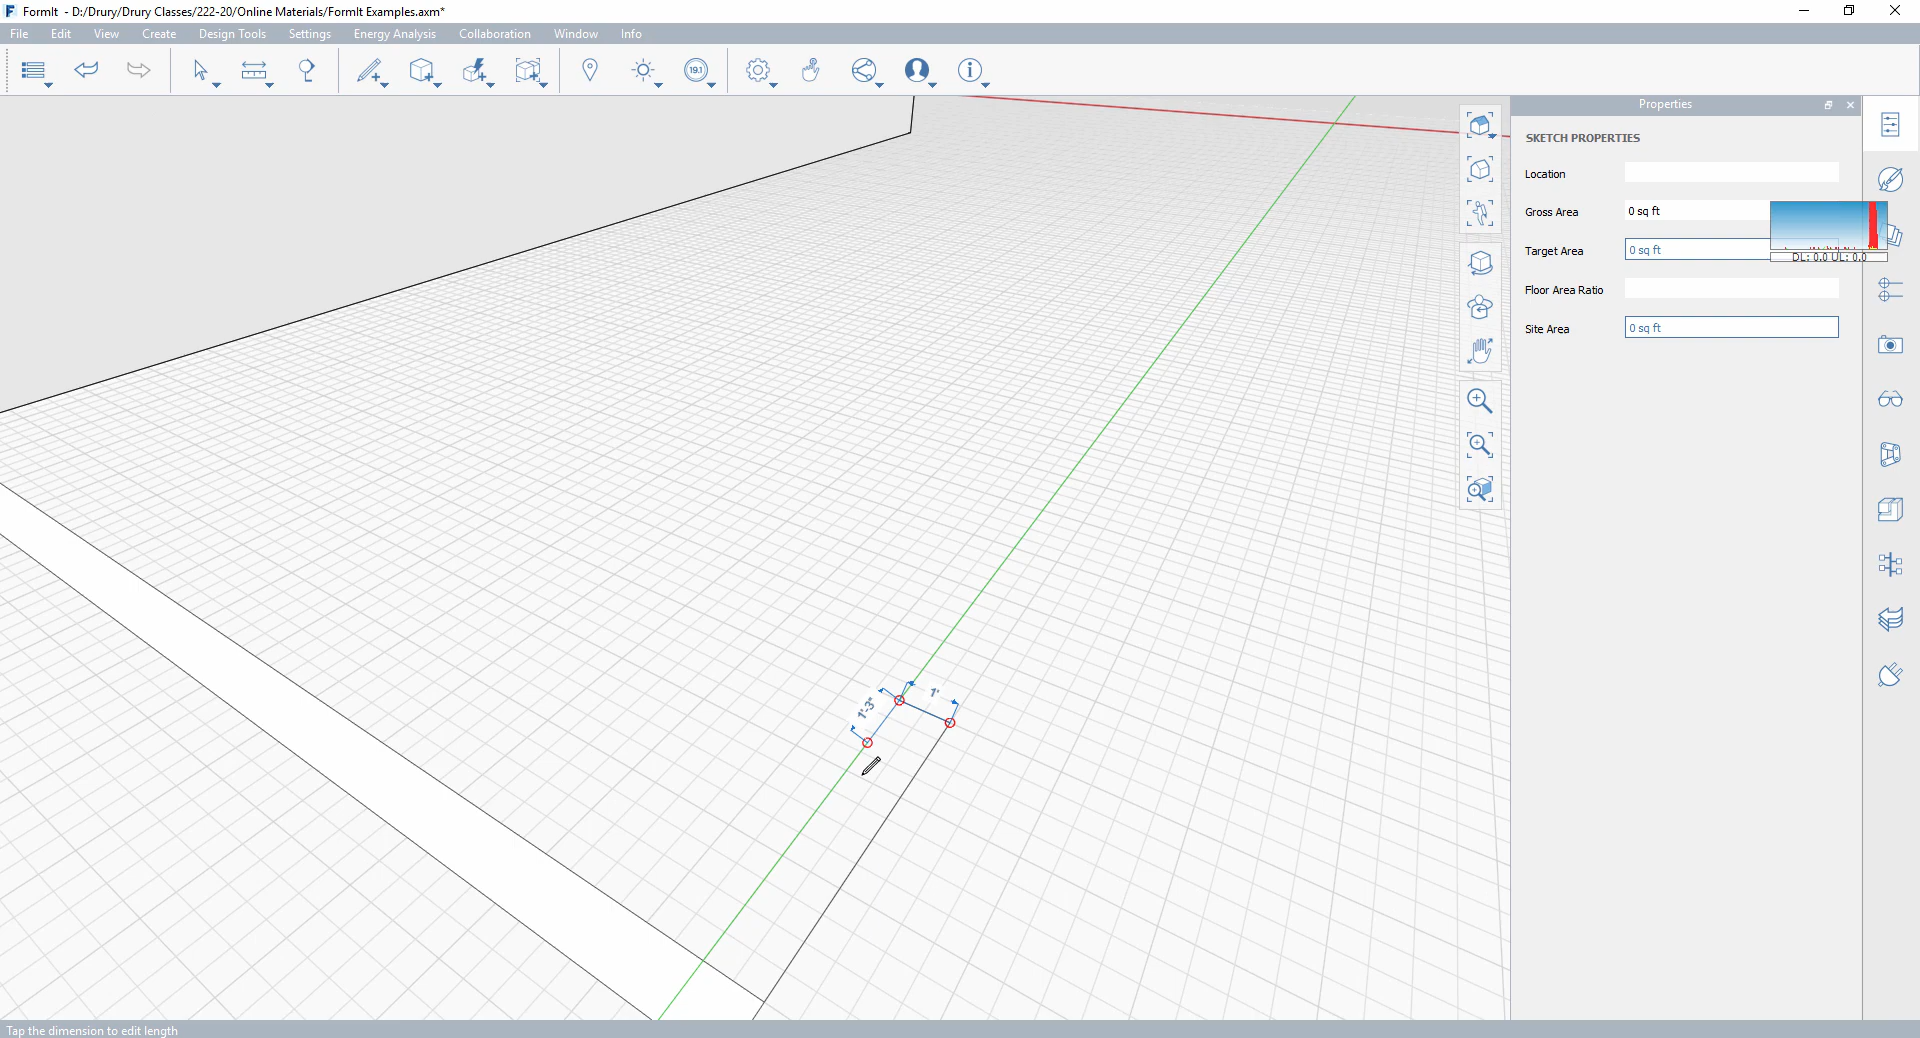 FormIt - D:/Drury/Drury Classes/222-20/Online Materials/FormIt Examples.axm*
File Edit View Create Design Tools Settings Energy Analysis Collaboration Window Info
19.1
Properties
SKETCH PROPERTIES
Location
Gross Area 0 sq ft
Target Area 0 sq ft
DL: 0.0 UL: 0.0
Floor Area Ratio
Site Area 0 sq ft
1'
1'-3"
Tap the dimension to edit length